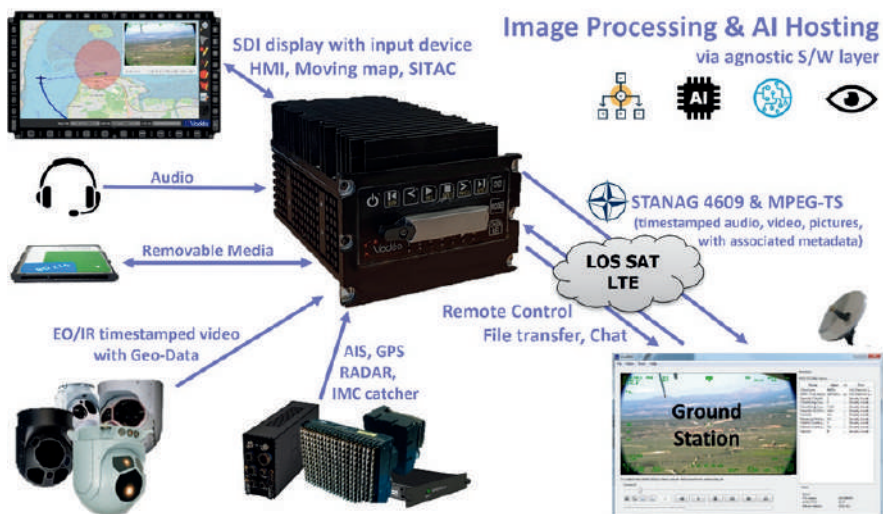 Image Processing & AI Hosting
via agnostic S/W layer
AI
SDI display with input device
HMI, Moving map, SITAC
Audio
Removable Media
EO/IR timestamped video
with Geo-Data
AIS, GPS
RADAR,
IMC catcher
STANAG 4609 & MPEG-TS
(timestamped audio, video, pictures,
with associated metadata)
LOS SAT
LTE
Remote Control
File transfer, Chat
Ground
Station